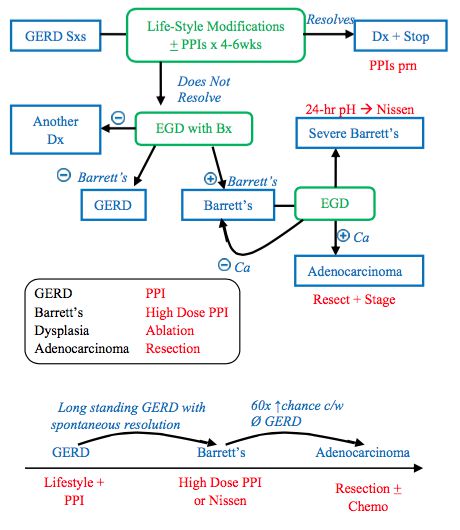 GERD Sxs
Life-Style Modifications
± PPIs x 4-6wks
Resolves
Dx + Stop
PPIs prn
Does Not
Resolve
24-hr pH → Nissen
Another
Dx
⊖
EGD with Bx
Severe Barrett's
⊖ Barrett's
⊕ Barrett's
GERD
Barrett's
EGD
⊕ Ca
⊖ Ca
Adenocarcinoma
Resect + Stage
GERD PPI
Barrett's High Dose PPI
Dysplasia Ablation
Adenocarcinoma Resection
Long standing GERD with
spontaneous resolution
60x ↑chance c/w
Ø GERD
GERD Barrett's Adenocarcinoma
Lifestyle +
PPI
High Dose PPI
or Nissen
Resection ±
Chemo